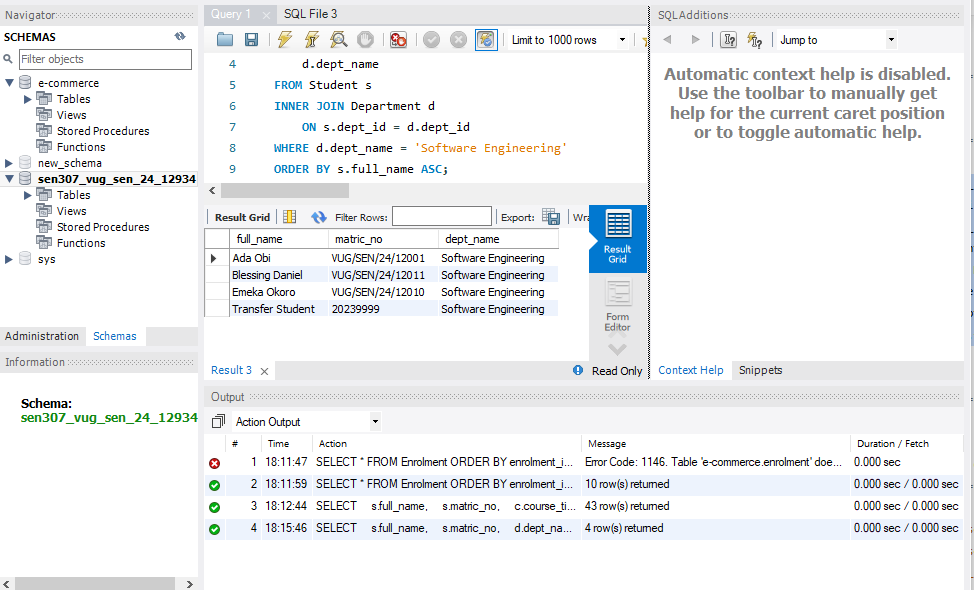 Navigator
SCHEMAS
Filter objects
e-commerce
Tables
Views
Stored Procedures
Functions
new_schema
sen307_vug_sen_24_12934
Tables
Views
Stored Procedures
Functions
sys
Administration Schemas
Information
Schema:
sen307_vug_sen_24_12934
Query 1 SQL File 3
Limit to 1000 rows
4 d.dept_name
5 FROM Student s
6 INNER JOIN Department d
7 ON s.dept_id = d.dept_id
8 WHERE d.dept_name = 'Software Engineering'
9 ORDER BY s.full_name ASC;
Result Grid Filter Rows: Export: Wra
full_name matric_no dept_name
Ada Obi VUG/SEN/24/12001 Software Engineering
Blessing Daniel VUG/SEN/24/12011 Software Engineering
Emeka Okoro VUG/SEN/24/12010 Software Engineering
Transfer Student 20239999 Software Engineering
Result
Grid
Form
Editor
Result 3 Read Only
SQLAdditions
Jump to
Automatic context help is disabled.
Use the toolbar to manually get
help for the current caret position
or to toggle automatic help.
Context Help Snippets
Output
Action Output
# Time Action Message Duration / Fetch
1 18:11:47 SELECT * FROM Enrolment ORDER BY enrolment_i... Error Code: 1146. Table 'e-commerce.enrolment' doe... 0.000 sec
2 18:11:59 SELECT * FROM Enrolment ORDER BY enrolment_i... 10 row(s) returned 0.000 sec / 0.000 sec
3 18:12:44 SELECT s.full_name, s.matric_no, c.course_ti... 43 row(s) returned 0.000 sec / 0.000 sec
4 18:15:46 SELECT s.full_name, s.matric_no, d.dept_na... 4 row(s) returned 0.000 sec / 0.000 sec